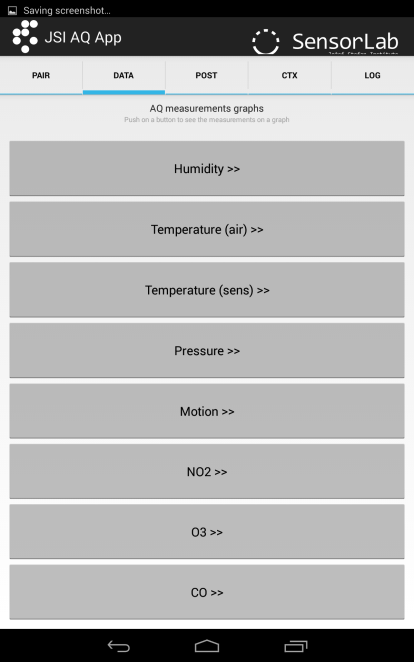 Saving screenshot...
JSI AQ App
SensorLab
Jožef Stefan Institute
PAIR
DATA
POST
CTX
LOG
AQ measurements graphs
Push on a button to see the measurements on a graph
Humidity >>
Temperature (air) >>
Temperature (sens) >>
Pressure >>
Motion >>
NO2 >>
O3 >>
CO >>